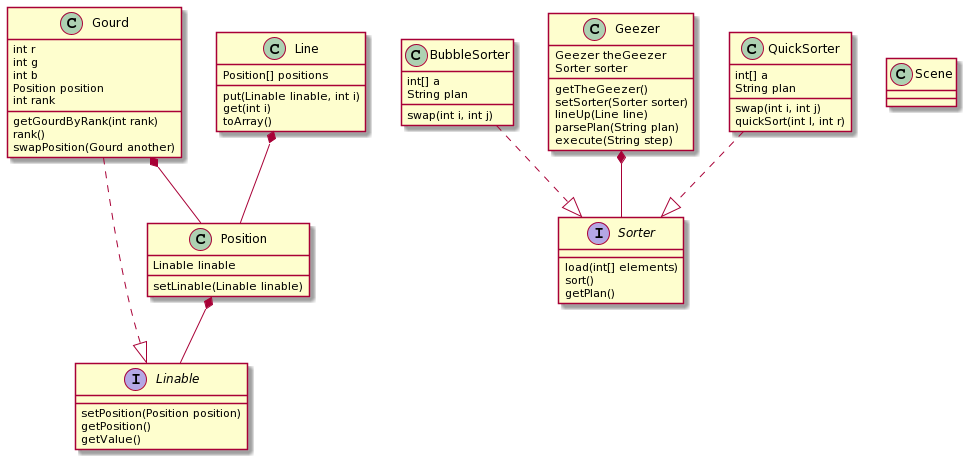 C Gourd
int r
int g
int b
Position position
int rank
getGourdByRank(int rank)
rank()
swapPosition(Gourd another)
C Line
Position[] positions
put(Linable linable, int i)
get(int i)
toArray()
C BubbleSorter
int[] a
String plan
swap(int i, int j)
C Geezer
Geezer theGeezer
Sorter sorter
getTheGeezer()
setSorter(Sorter sorter)
lineUp(Line line)
parsePlan(String plan)
execute(String step)
C QuickSorter
int[] a
String plan
swap(int i, int j)
quickSort(int l, int r)
C Scene
C Position
Linable linable
setLinable(Linable linable)
I Sorter
load(int[] elements)
sort()
getPlan()
I Linable
setPosition(Position position)
getPosition()
getValue()